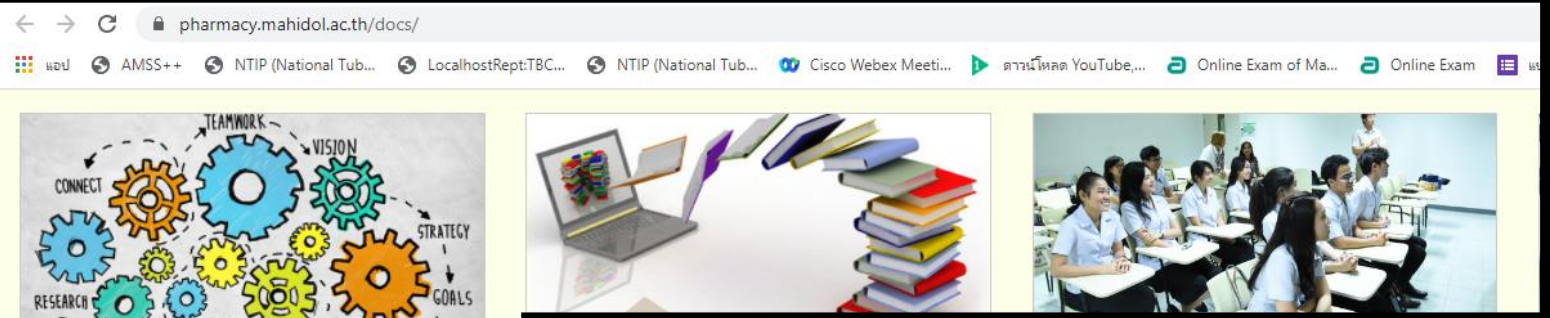 pharmacy.mahidol.ac.th/docs/
แอป AMSS++ NTIP (National Tub... LocalhostRept:TBC... NTIP (National Tub... Cisco Webex Meeti... ดาวน์โหลด YouTube,... Online Exam of Ma... Online Exam
TEAMWORK
VISION
CONNECT
STRATEGY
RESEARCH
GOALS